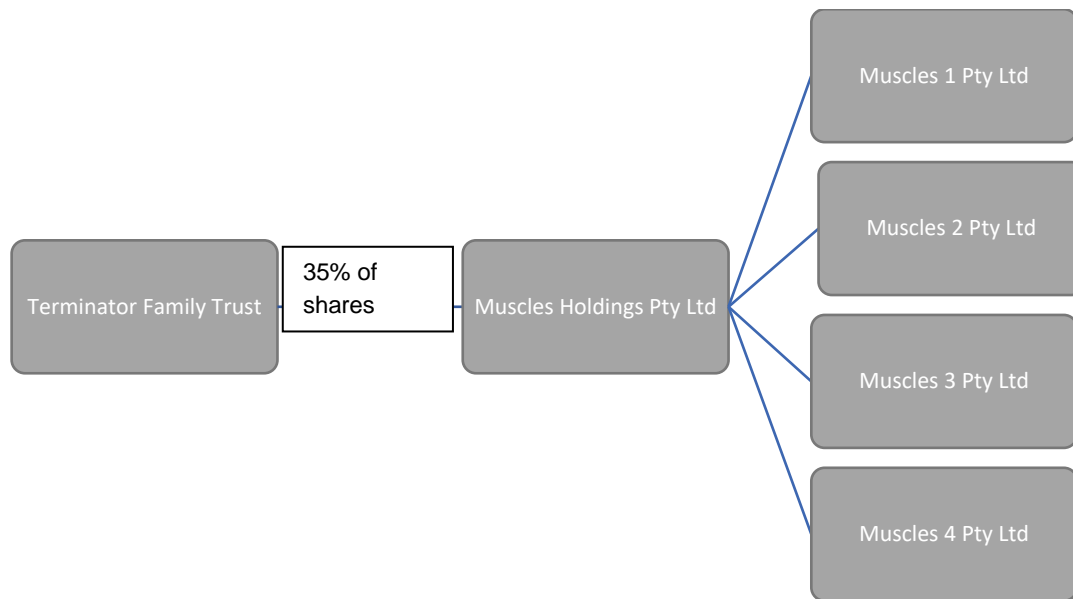 Terminator Family Trust
35% of
shares
Muscles Holdings Pty Ltd
Muscles 1 Pty Ltd
Muscles 2 Pty Ltd
Muscles 3 Pty Ltd
Muscles 4 Pty Ltd